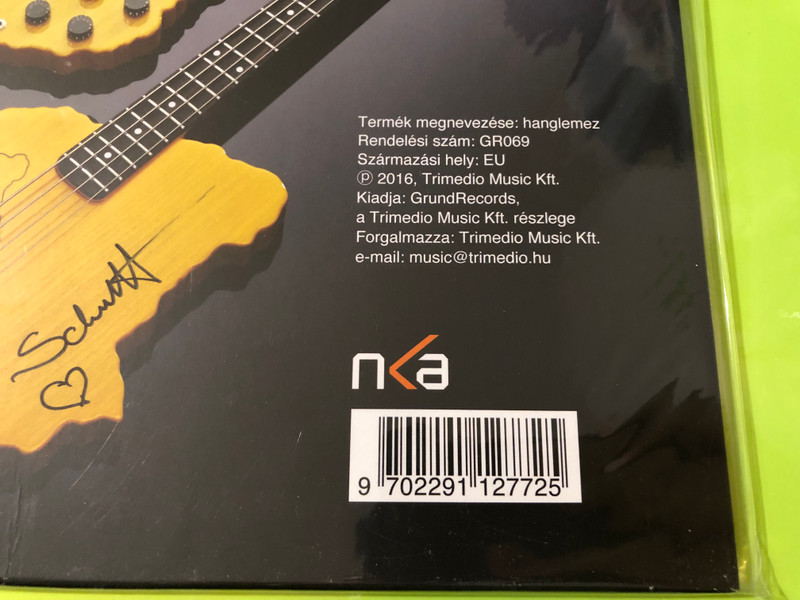 Termék megnevezése: hanglemez
Rendelési szám: GR069
Származási hely: EU
℗ 2016, Trimedio Music Kft.
Kiadja: GrundRecords,
a Trimedio Music Kft. részlege
Forgalmazza: Trimedio Music Kft.
e-mail: music@trimedio.hu
nka
9 702291 127725